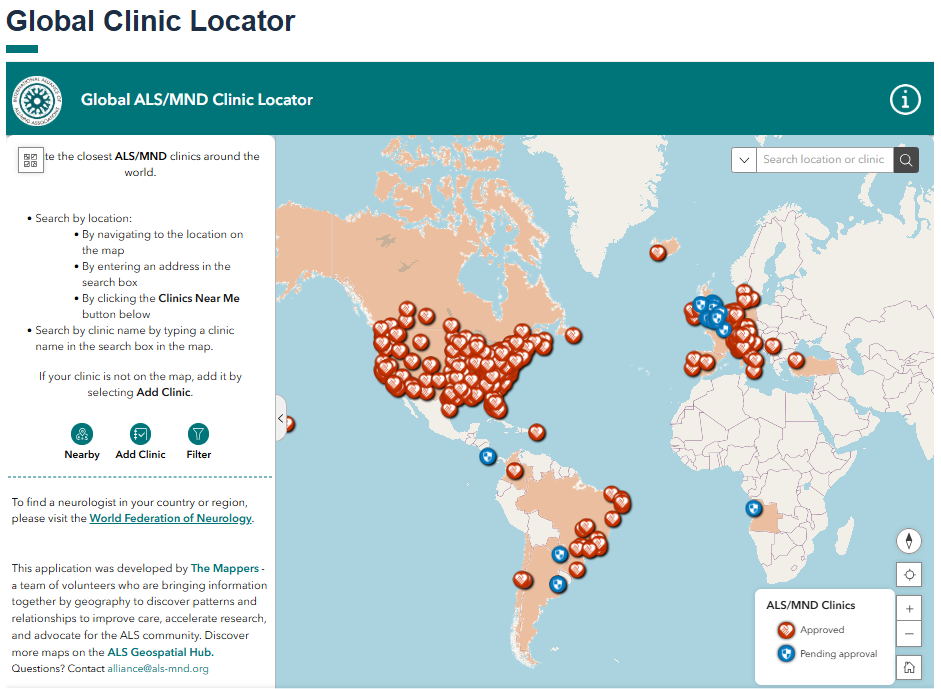 Global Clinic Locator
Global ALS/MND Clinic Locator
te the closest ALS/MND clinics around the
world.
• Search by location:
• By navigating to the location on
the map
• By entering an address in the
search box
• By clicking the Clinics Near Me
button below
• Search by clinic name by typing a clinic
name in the search box in the map.
If your clinic is not on the map, add it by
selecting Add Clinic.
Nearby Add Clinic Filter
To find a neurologist in your country or region,
please visit the World Federation of Neurology.
This application was developed by The Mappers -
a team of volunteers who are bringing information
together by geography to discover patterns and
relationships to improve care, accelerate research,
and advocate for the ALS community. Discover
more maps on the ALS Geospatial Hub.
Questions? Contact alliance@als-mnd.org
Search location or clinic
ALS/MND Clinics
Approved
Pending approval